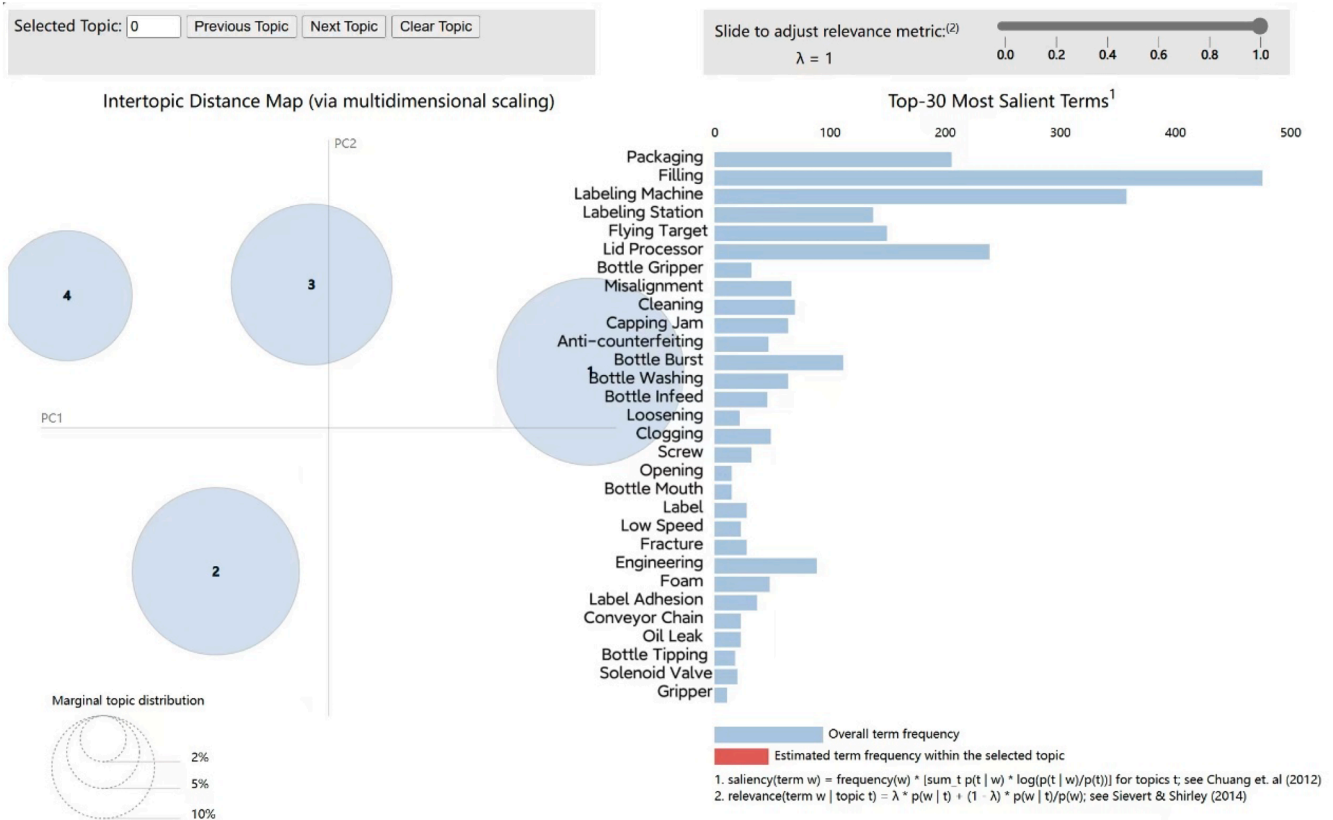 Selected Topic: 0 Previous Topic Next Topic Clear Topic
Slide to adjust relevance metric:(2)
λ = 1
0.0 0.2 0.4 0.6 0.8 1.0
Intertopic Distance Map (via multidimensional scaling)
PC2
PC1
4
3
1
2
Marginal topic distribution
2%
5%
10%
Top-30 Most Salient Terms1
0 100 200 300 400 500
Packaging
Filling
Labeling Machine
Labeling Station
Flying Target
Lid Processor
Bottle Gripper
Misalignment
Cleaning
Capping Jam
Anti-counterfeiting
Bottle Burst
Bottle Washing
Bottle Infeed
Loosening
Clogging
Screw
Opening
Bottle Mouth
Label
Low Speed
Fracture
Engineering
Foam
Label Adhesion
Conveyor Chain
Oil Leak
Bottle Tipping
Solenoid Valve
Gripper
Overall term frequency
Estimated term frequency within the selected topic
1. saliency(term w) = frequency(w) * [sum_t p(t | w) * log(p(t | w)/p(t))] for topics t; see Chuang et. al (2012)
2. relevance(term w | topic t) = λ * p(w | t) + (1 - λ) * p(w | t)/p(w); see Sievert & Shirley (2014)